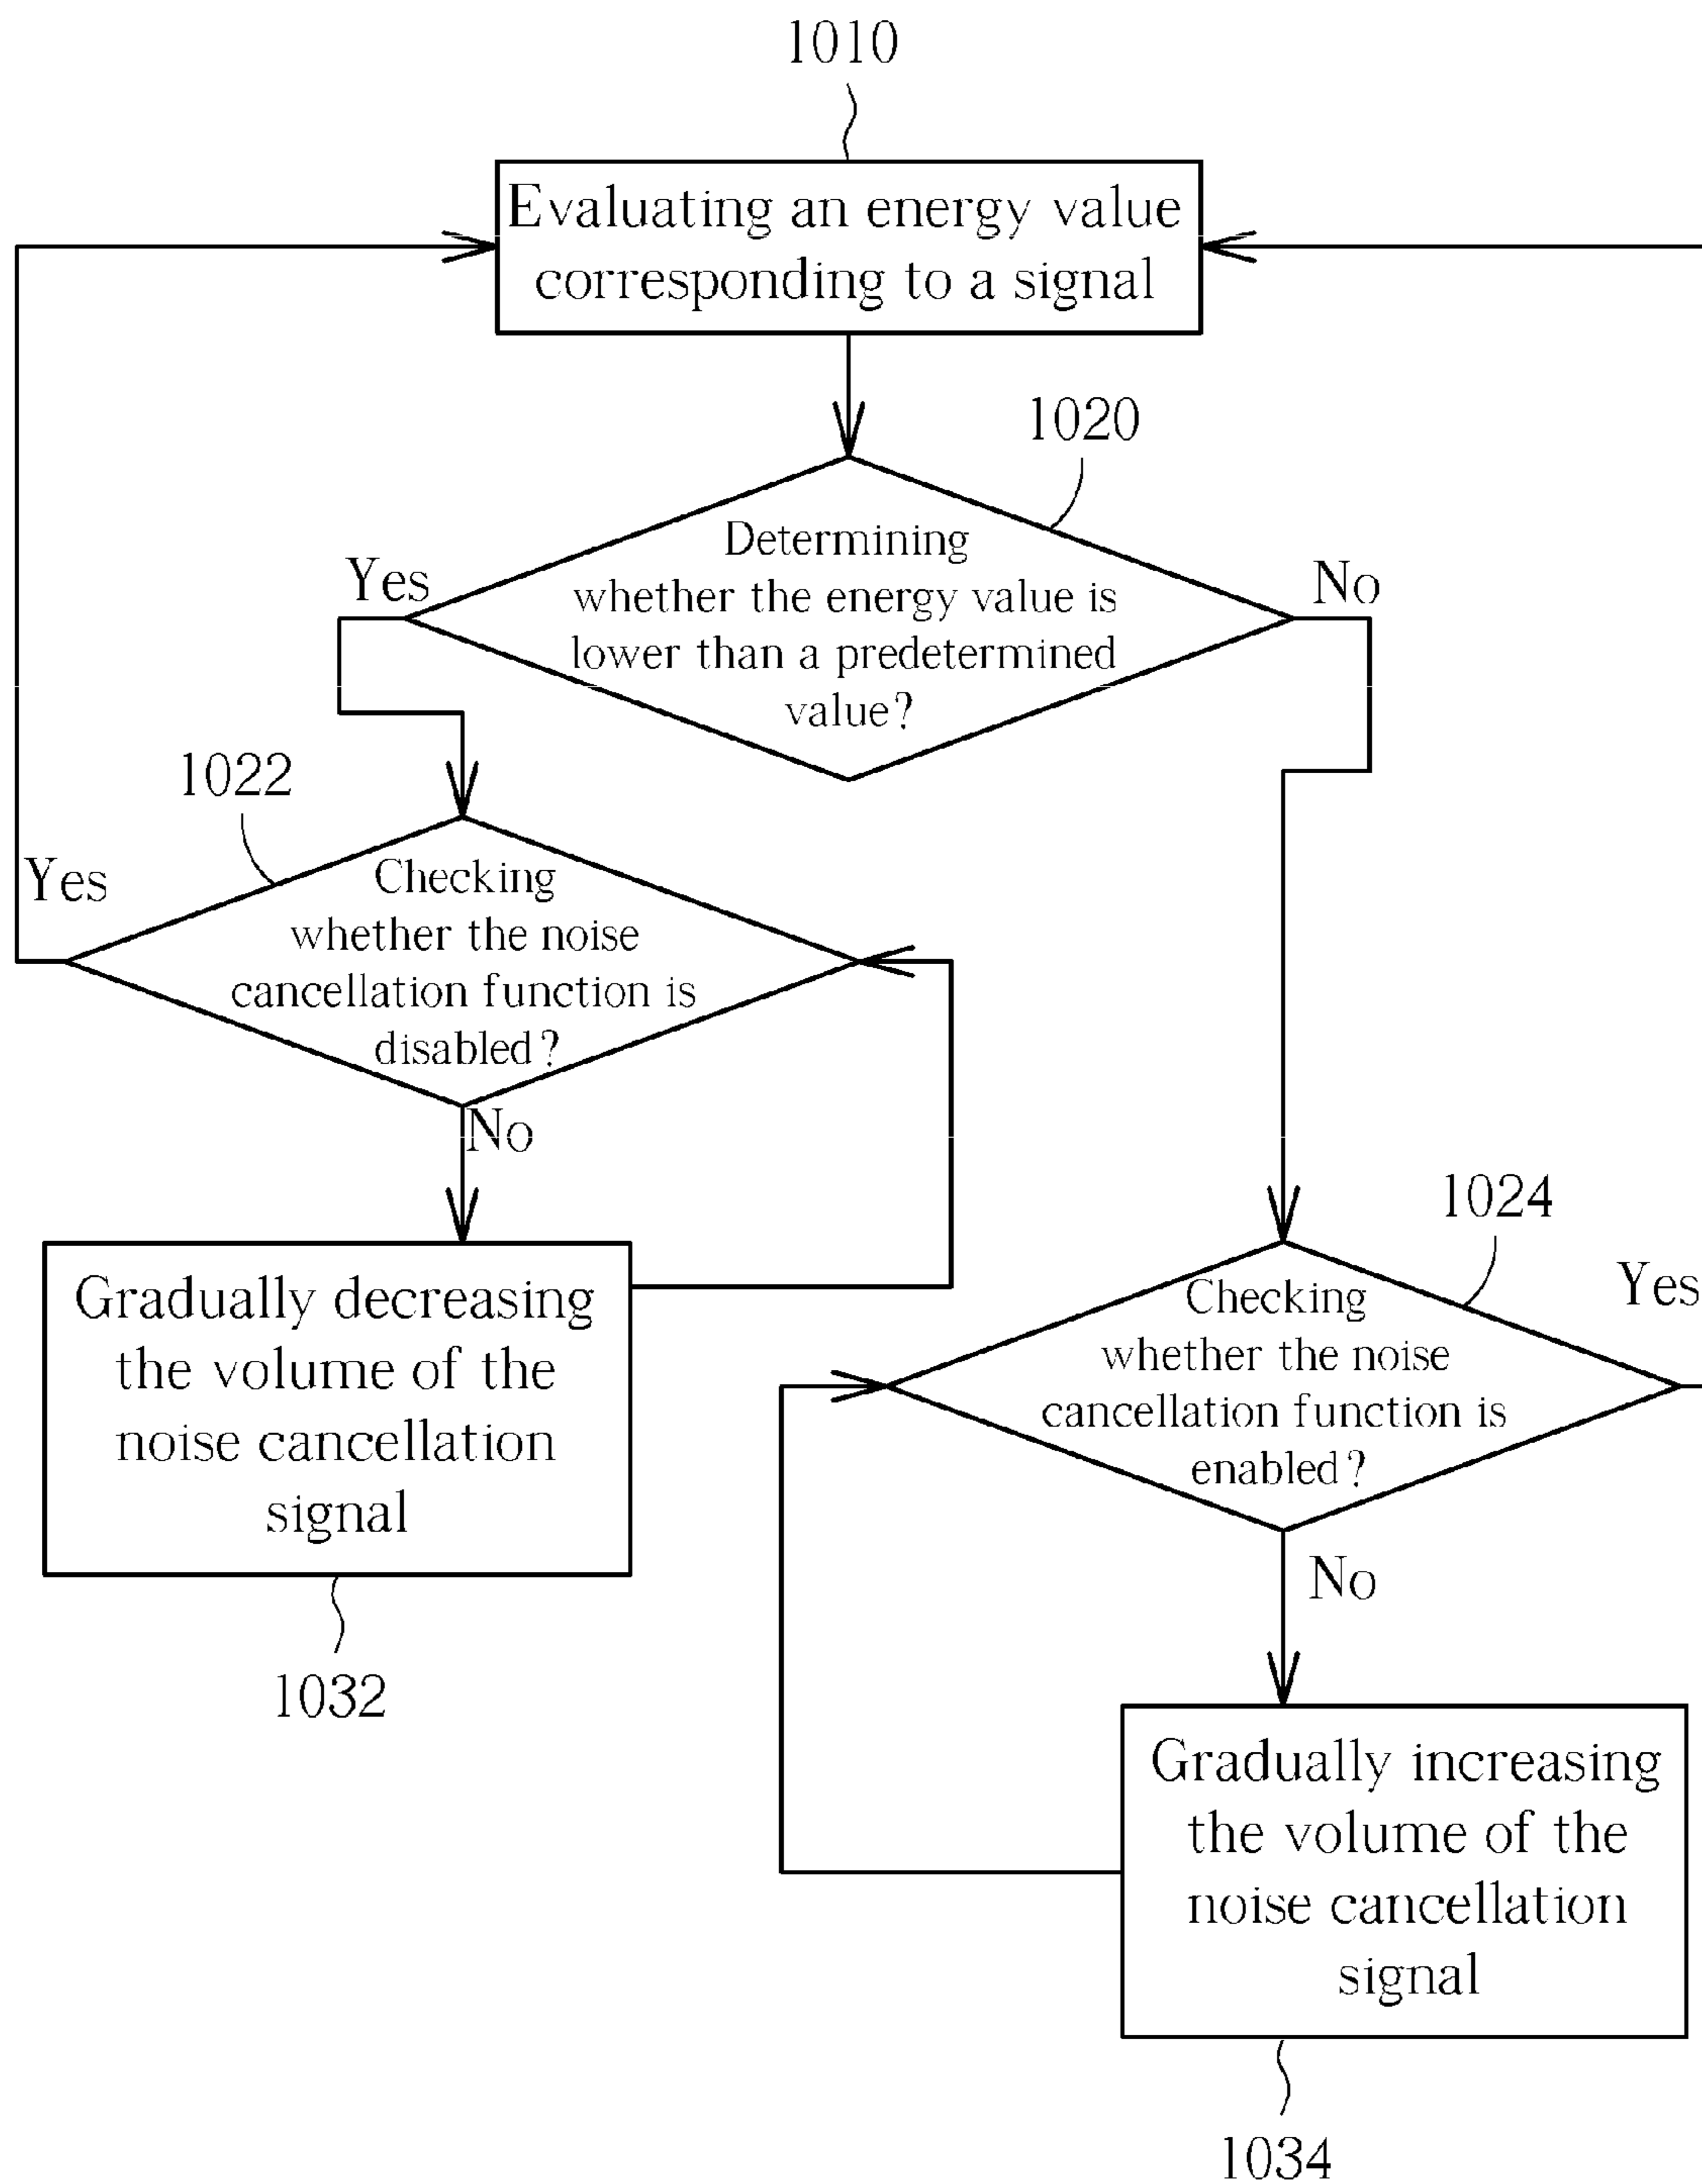 1010
Evaluating an energy value
corresponding to a signal
1020
Determining
whether the energy value is
lower than a predetermined
value?
Yes
No
1022
Checking
whether the noise
cancellation function is
disabled?
Yes
No
1024
Checking
whether the noise
cancellation function is
enabled?
Yes
No
Gradually decreasing
the volume of the
noise cancellation
signal
1032
Gradually increasing
the volume of the
noise cancellation
signal
1034